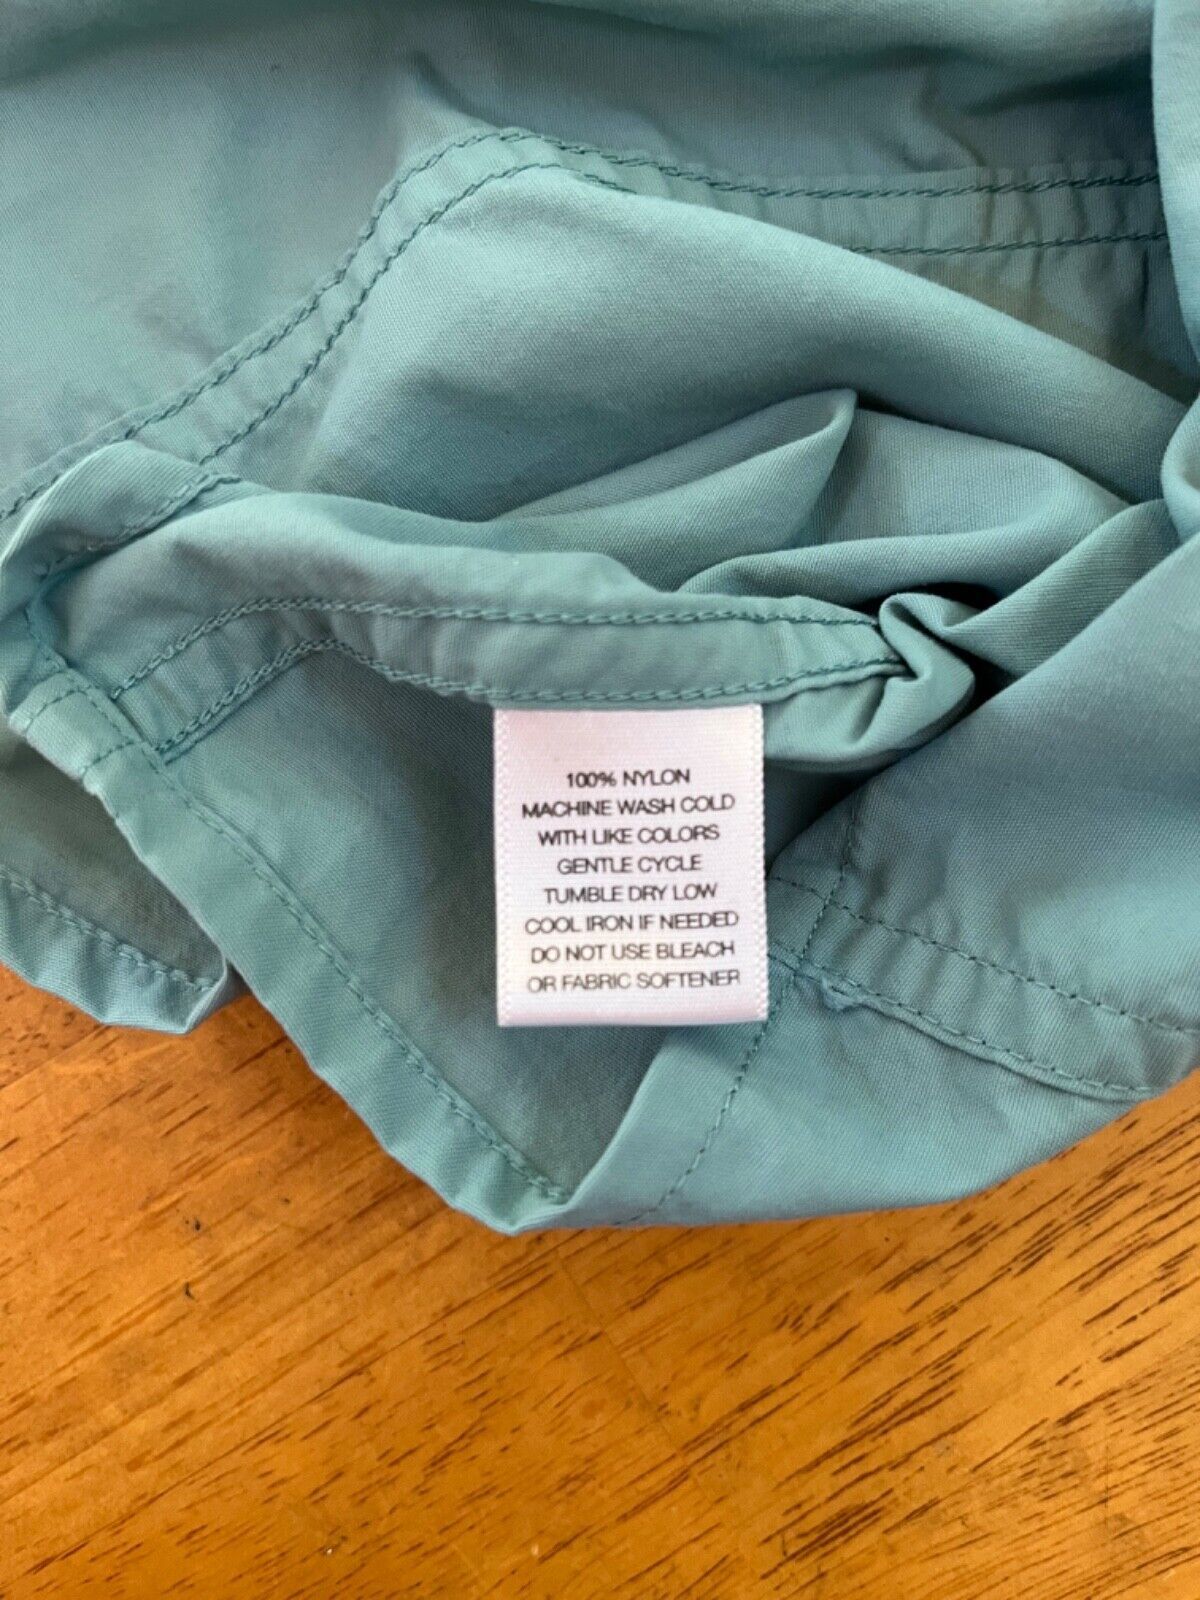 100% NYLON
MACHINE WASH COLD
WITH LIKE COLORS
GENTLE CYCLE
TUMBLE DRY LOW
COOL IRON IF NEEDED
DO NOT USE BLEACH
OR FABRIC SOFTENER